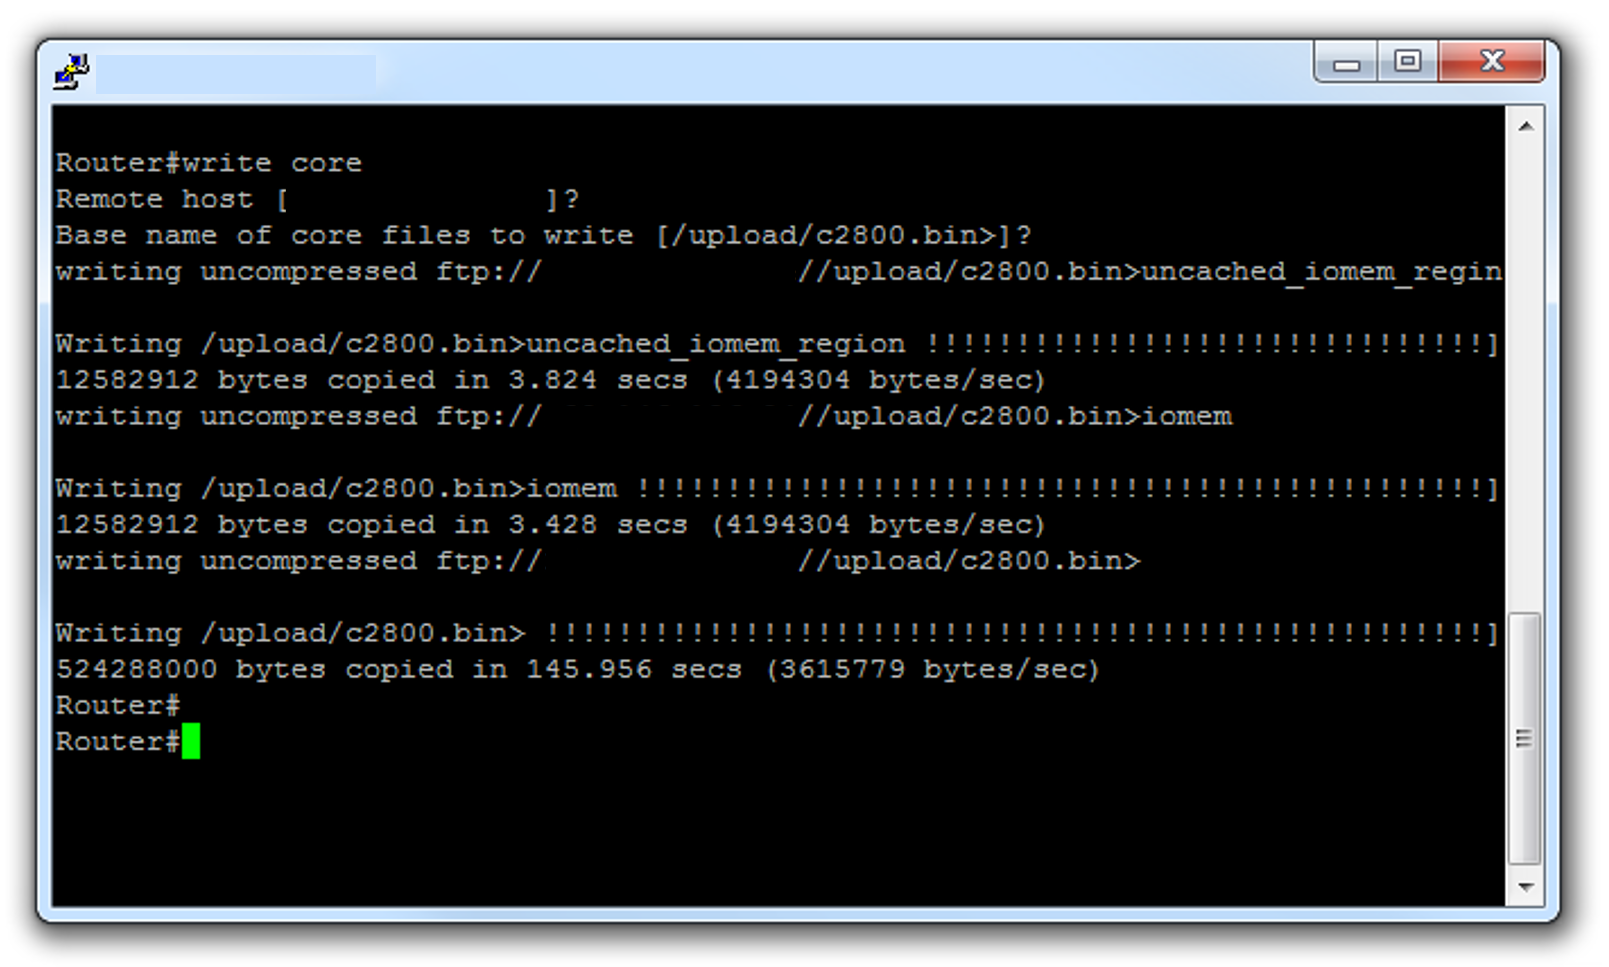 Router#write core
Remote host [                ]?
Base name of core files to write [/upload/c2800.bin>]?
writing uncompressed ftp://              //upload/c2800.bin>uncached_iomem_regin
Writing /upload/c2800.bin>uncached_iomem_region !!!!!!!!!!!!!!!!!!!!!!!!!!!!!!!]
12582912 bytes copied in 3.824 secs (4194304 bytes/sec)
writing uncompressed ftp://              //upload/c2800.bin>iomem
Writing /upload/c2800.bin>iomem !!!!!!!!!!!!!!!!!!!!!!!!!!!!!!!!!!!!!!!!!!!!!!!]
12582912 bytes copied in 3.428 secs (4194304 bytes/sec)
writing uncompressed ftp://              //upload/c2800.bin>
Writing /upload/c2800.bin> !!!!!!!!!!!!!!!!!!!!!!!!!!!!!!!!!!!!!!!!!!!!!!!!!!!!]
524288000 bytes copied in 145.956 secs (3615779 bytes/sec)
Router#
Router#